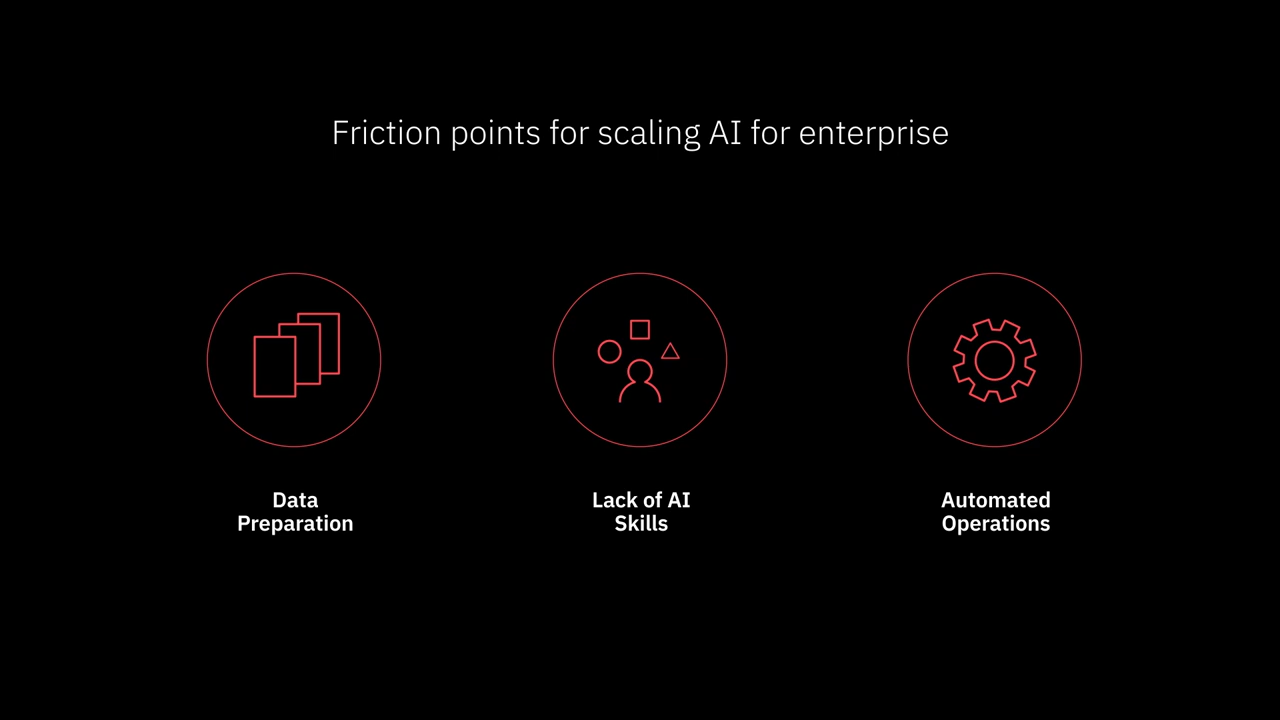 Friction points for scaling AI for enterprise
Data
Preparation
Lack of AI
Skills
Automated
Operations